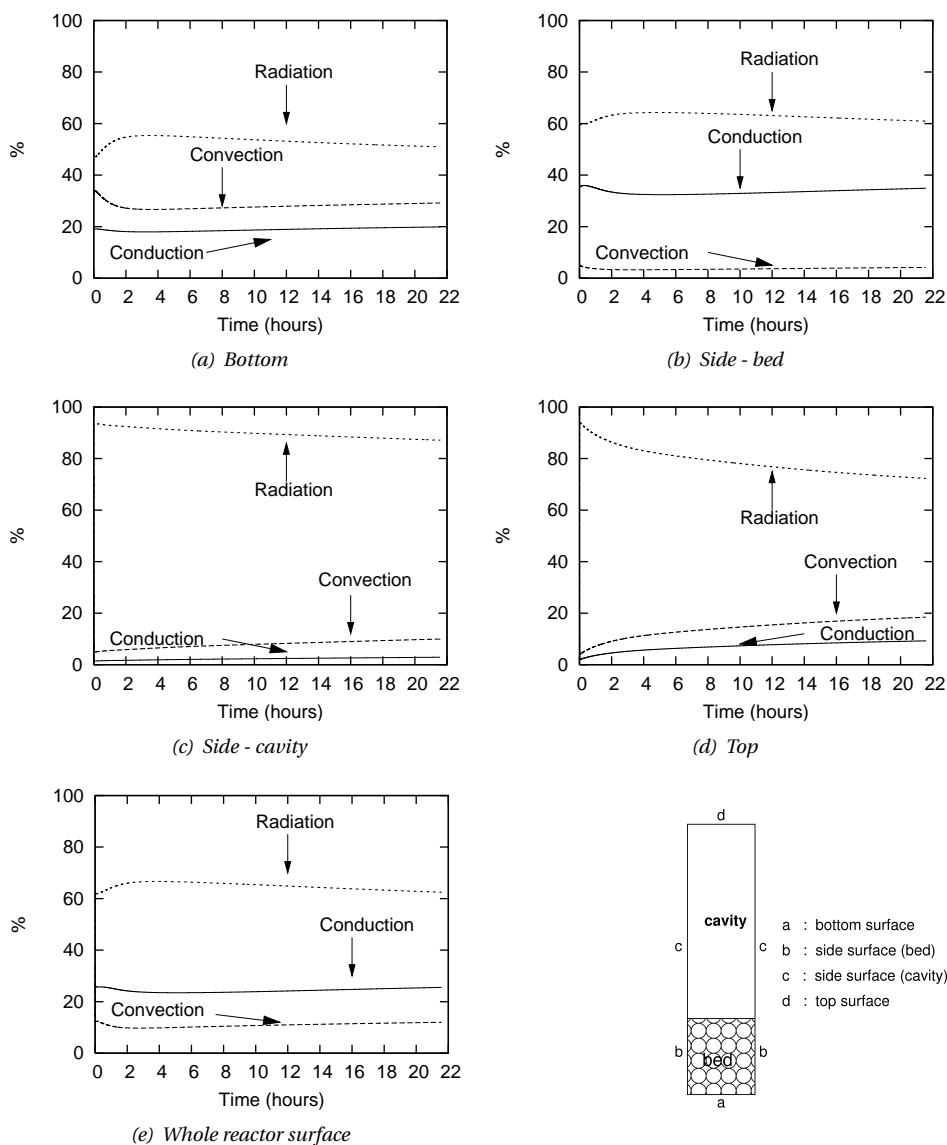 100
80
60
40
20
0
%
Radiation
Convection
Conduction
0 2 4 6 8 10 12 14 16 18 20 22
Time (hours)
(a) Bottom
100
80
60
40
20
0
%
Radiation
Conduction
Convection
0 2 4 6 8 10 12 14 16 18 20 22
Time (hours)
(b) Side - bed
100
80
60
40
20
0
%
Radiation
Convection
Conduction
0 2 4 6 8 10 12 14 16 18 20 22
Time (hours)
(c) Side - cavity
100
80
60
40
20
0
%
Radiation
Convection
Conduction
0 2 4 6 8 10 12 14 16 18 20 22
Time (hours)
(d) Top
100
80
60
40
20
0
%
Radiation
Conduction
Convection
0 2 4 6 8 10 12 14 16 18 20 22
Time (hours)
(e) Whole reactor surface
d
cavity
c c
b b
bed
a
a : bottom surface
b : side surface (bed)
c : side surface (cavity)
d : top surface